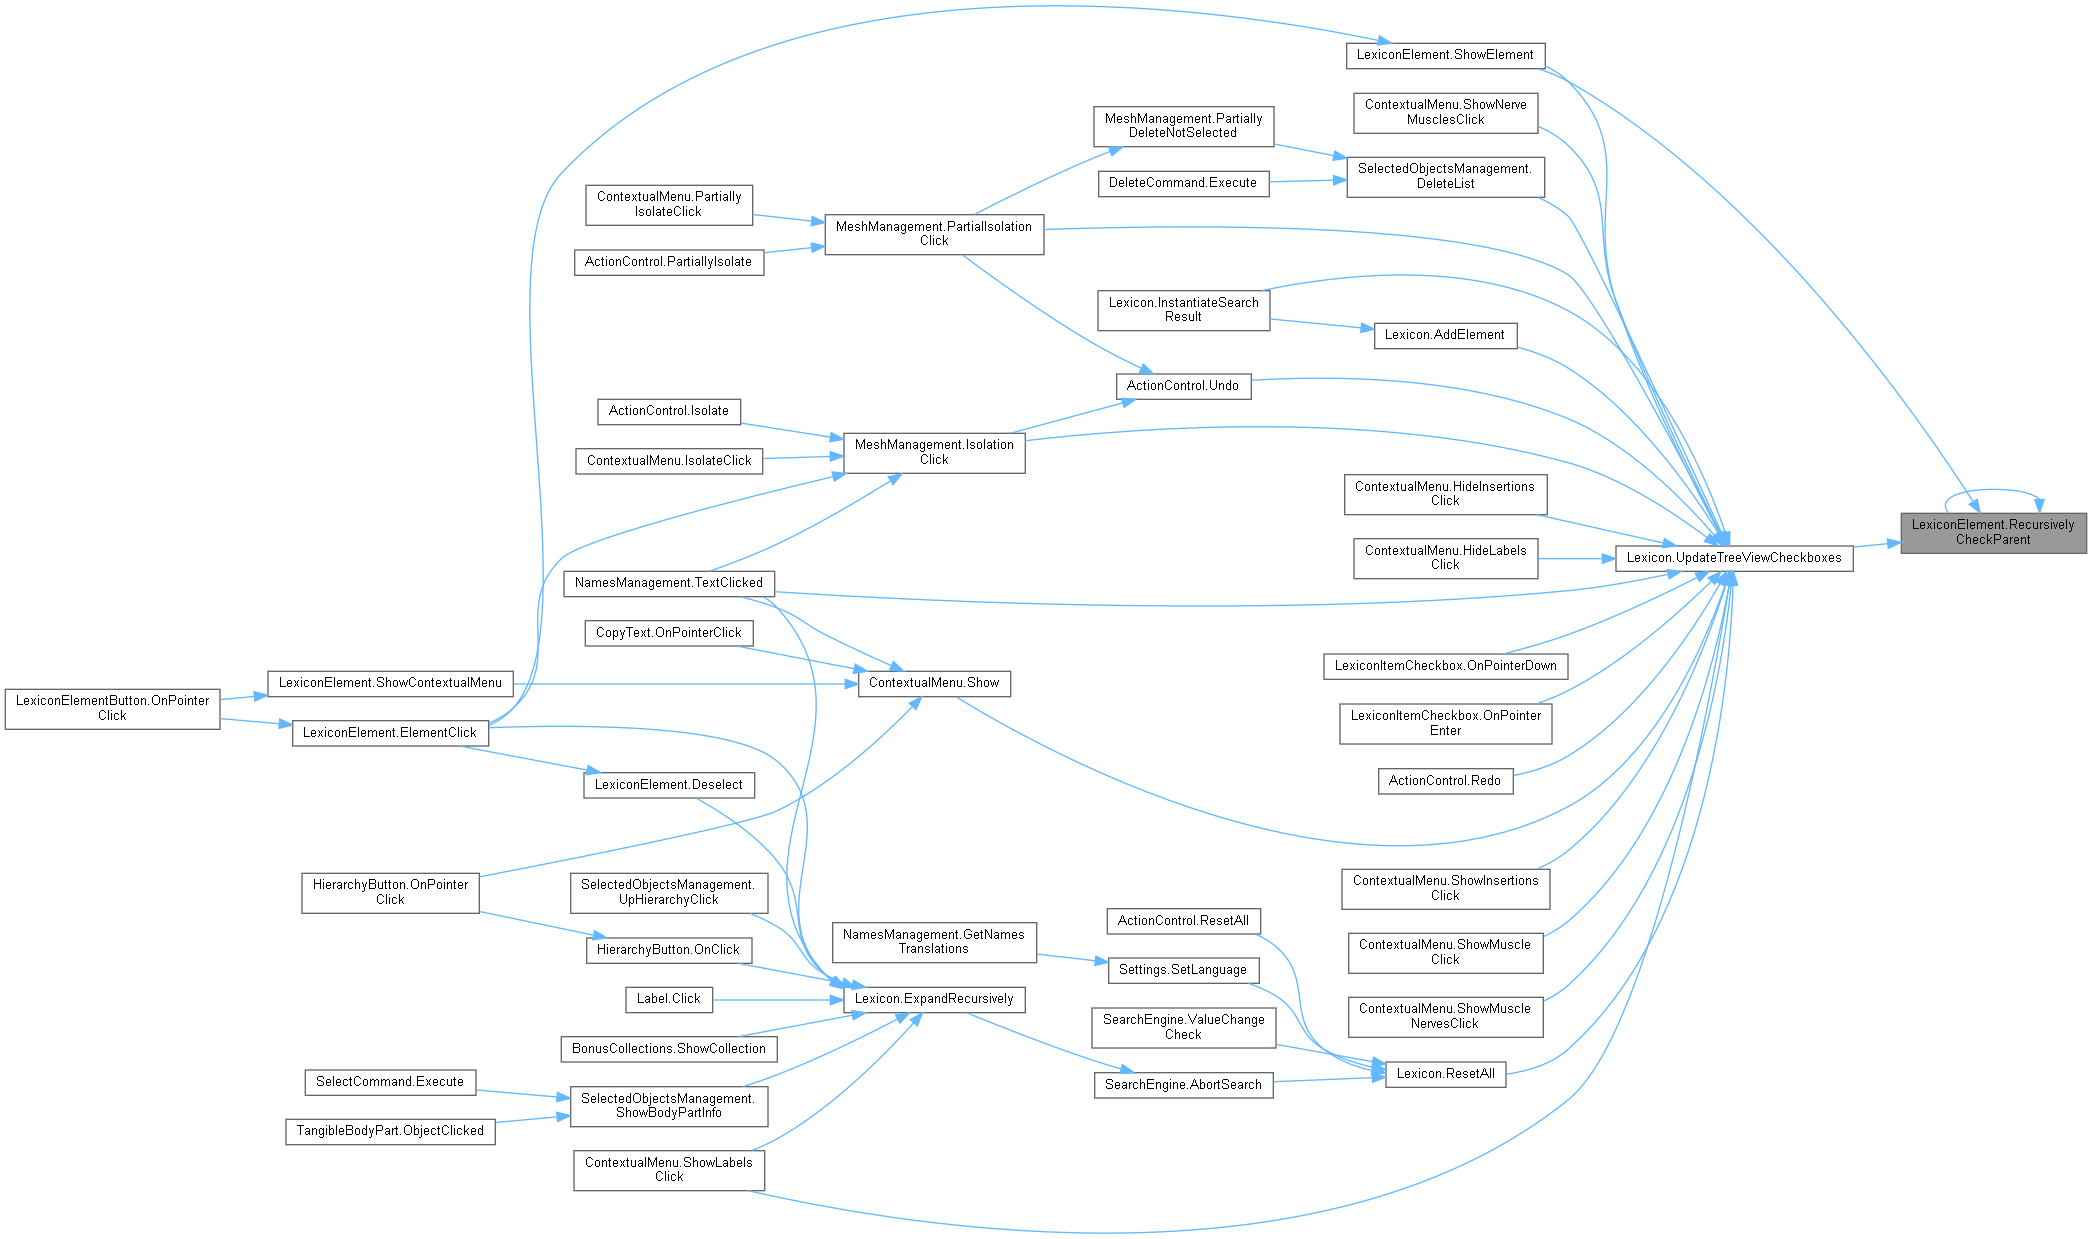 LexiconElement.ShowElement
ContextualMenu.ShowNerve
MusclesClick
MeshManagement.Partially
DeleteNotSelected
SelectedObjectsManagement.
DeleteList
DeleteCommand.Execute
ContextualMenu.Partially
IsolateClick
MeshManagement.PartialIsolation
Click
ActionControl.PartiallyIsolate
Lexicon.InstantiateSearch
Result
Lexicon.AddElement
ActionControl.Undo
ActionControl.Isolate
MeshManagement.Isolation
Click
ContextualMenu.IsolateClick
ContextualMenu.HideInsertions
Click
LexiconElement.Recursively
CheckParent
ContextualMenu.HideLabels
Click
Lexicon.UpdateTreeViewCheckboxes
NamesManagement.TextClicked
CopyText.OnPointerClick
LexiconItemCheckbox.OnPointerDown
LexiconElement.ShowContextualMenu
ContextualMenu.Show
LexiconElementButton.OnPointer
Click
LexiconElement.ElementClick
LexiconItemCheckbox.OnPointer
Enter
LexiconElement.Deselect
ActionControl.Redo
HierarchyButton.OnPointer
Click
SelectedObjectsManagement.
UpHierarchyClick
ContextualMenu.ShowInsertions
Click
ActionControl.ResetAll
NamesManagement.GetNames
Translations
HierarchyButton.OnClick
ContextualMenu.ShowMuscle
Click
Settings.SetLanguage
Label.Click
Lexicon.ExpandRecursively
ContextualMenu.ShowMuscle
NervesClick
SearchEngine.ValueChange
Check
BonusCollections.ShowCollection
Lexicon.ResetAll
SearchEngine.AbortSearch
SelectCommand.Execute
SelectedObjectsManagement.
ShowBodyPartInfo
TangibleBodyPart.ObjectClicked
ContextualMenu.ShowLabels
Click